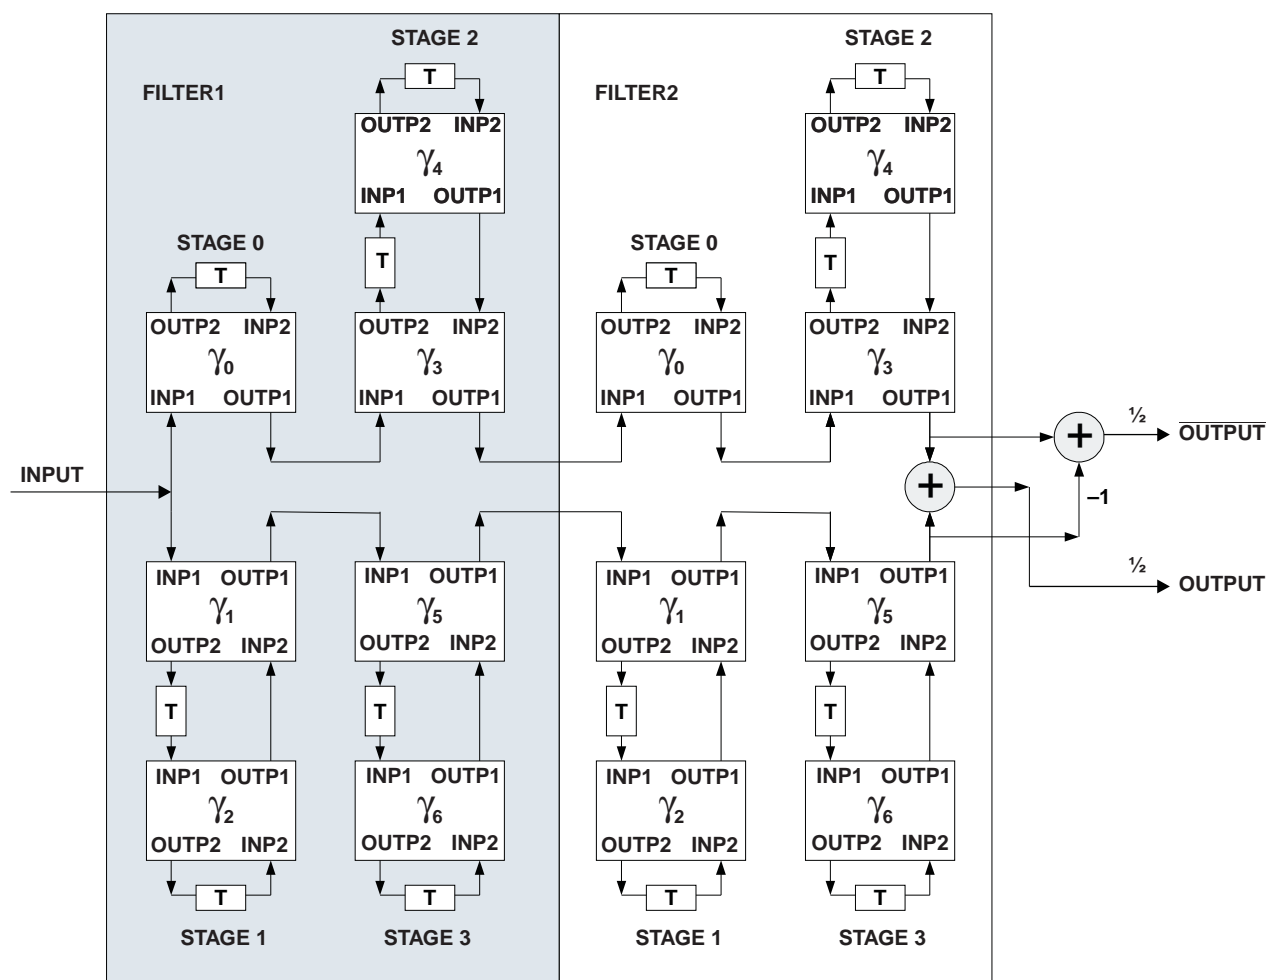 STAGE 2 STAGE 2
T T
FILTER1 FILTER2
OUTP2 INP2 OUTP2 INP2
γ4 γ4
INP1 OUTP1 INP1 OUTP1
STAGE 0 STAGE 0
T T T T
OUTP2 INP2 OUTP2 INP2 OUTP2 INP2 OUTP2 INP2
γ0 γ3 γ0 γ3
INP1 OUTP1 INP1 OUTP1 INP1 OUTP1 INP1 OUTP1
½
+ OUTPUT
INPUT
+ –1
½
INP1 OUTP1 INP1 OUTP1 INP1 OUTP1 INP1 OUTP1 OUTPUT
γ1 γ5 γ1 γ5
OUTP2 INP2 OUTP2 INP2 OUTP2 INP2 OUTP2 INP2
T T T T
INP1 OUTP1 INP1 OUTP1 INP1 OUTP1 INP1 OUTP1
γ2 γ6 γ2 γ6
OUTP2 INP2 OUTP2 INP2 OUTP2 INP2 OUTP2 INP2
T T T T
STAGE 1 STAGE 3 STAGE 1 STAGE 3